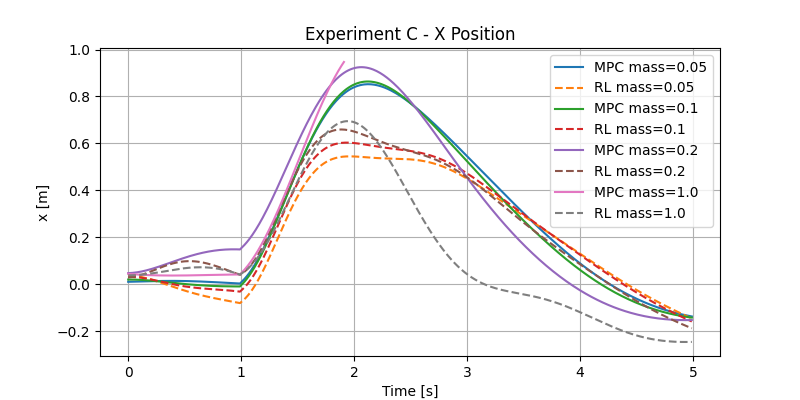 Experiment C - X Position
x [m]
1.0
0.8
0.6
0.4
0.2
0.0
−0.2
MPC mass=0.05
RL mass=0.05
MPC mass=0.1
RL mass=0.1
MPC mass=0.2
RL mass=0.2
MPC mass=1.0
RL mass=1.0
0 1 2 3 4 5
Time [s]